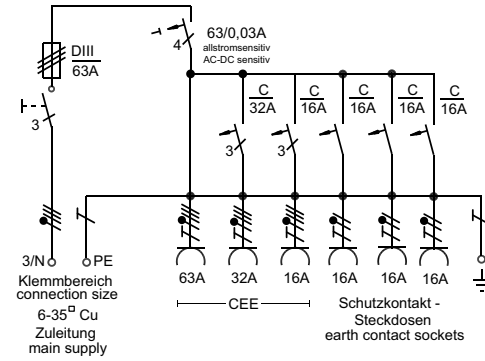 63/0,03A
allstromsensitiv
AC-DC sensitiv
4
DIII
63A
3
C
32A
C
16A
C
16A
C
16A
C
16A
3
3
3/N
PE
63A
32A
16A
16A
16A
16A
CEE
Klemmbereich
connection size
6-35□ Cu
Zuleitung
main supply
Schutzkontakt -
Steckdosen
earth contact sockets